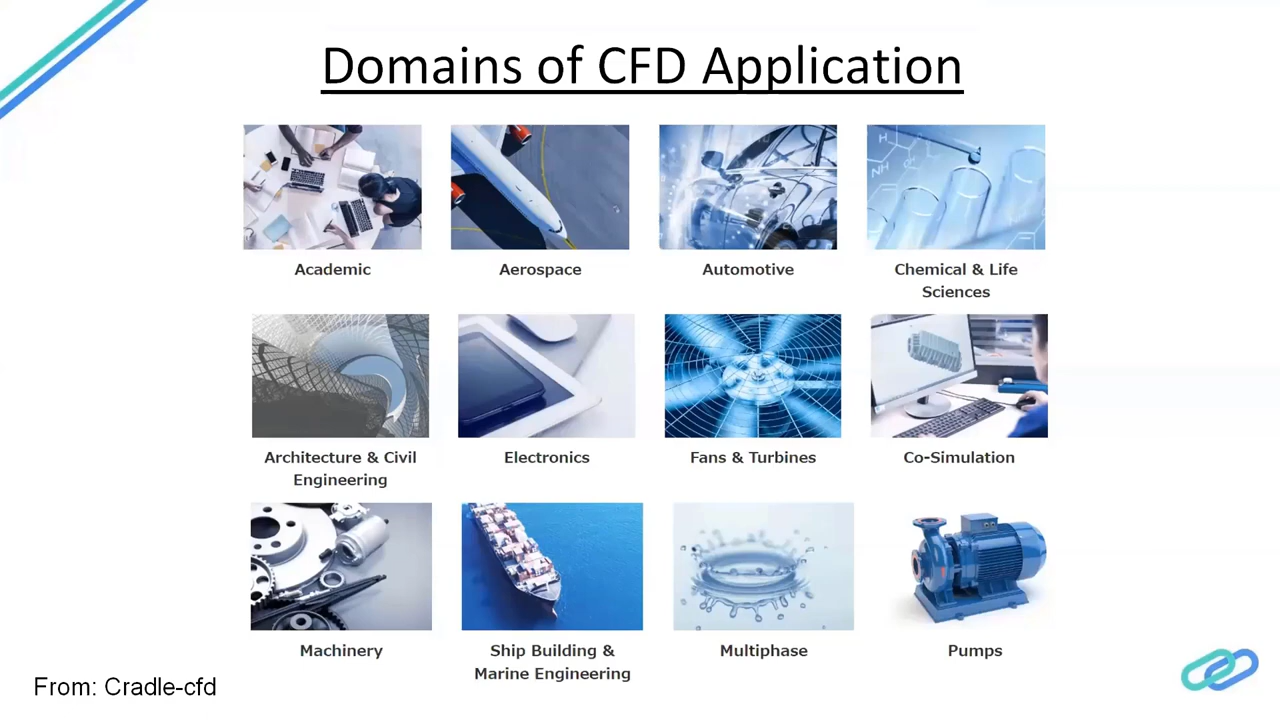 Domains of CFD Application
Academic
Aerospace
Automotive
Chemical & Life
Sciences
Architecture & Civil
Engineering
Electronics
Fans & Turbines
Co-Simulation
Machinery
Ship Building &
Marine Engineering
Multiphase
Pumps
From: Cradle-cfd